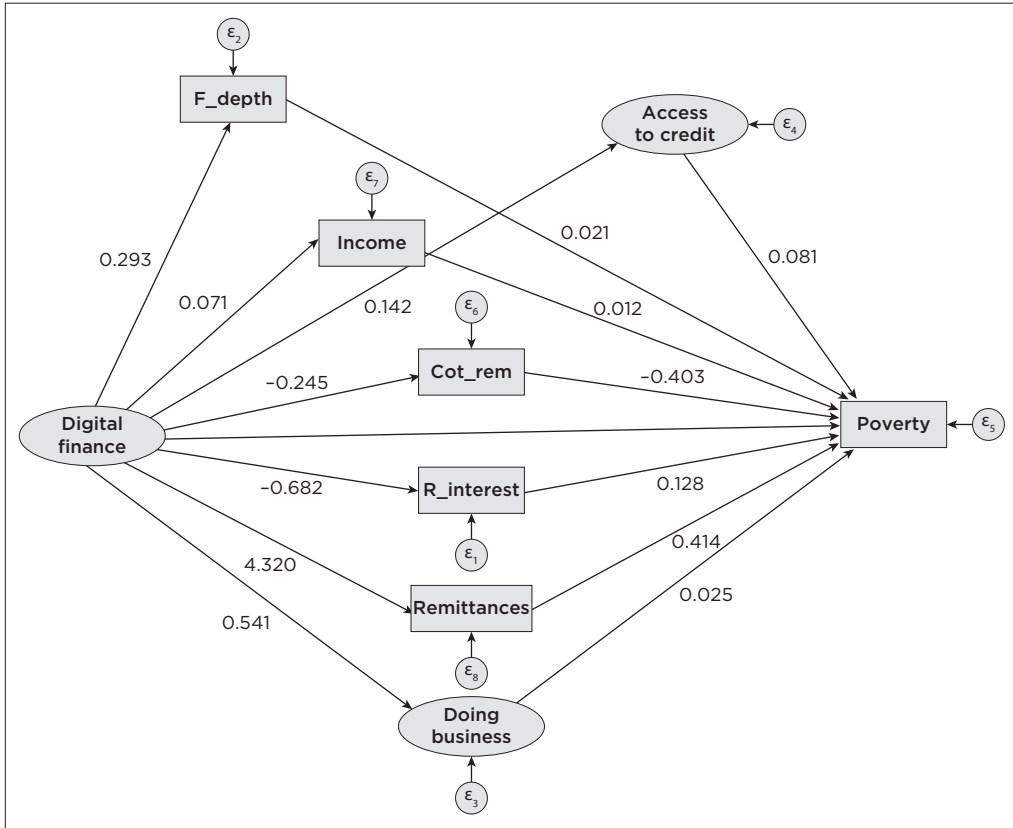 ε2
F_depth
Access
to credit
ε4
ε7
Income
0.021
0.293
0.081
0.071
0.142
ε6
0.012
Cot_rem
−0.245
−0.403
Digital
finance
Poverty
ε5
−0.682
R_interest
0.128
ε1
0.414
4.320
Remittances
0.025
0.541
ε8
Doing
business
ε3